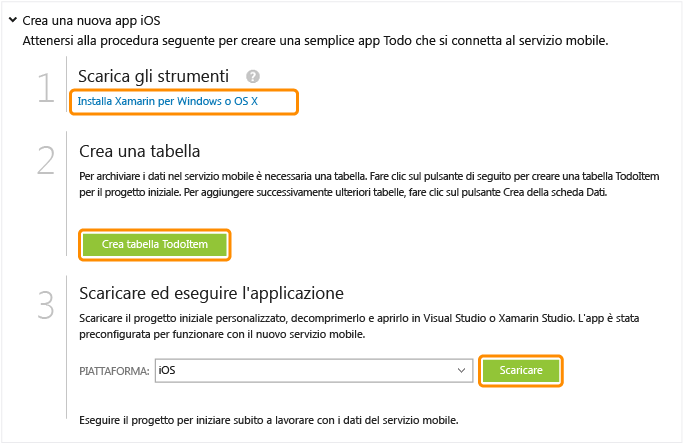 Crea una nuova app iOS
Attenersi alla procedura seguente per creare una semplice app Todo che si connetta al servizio mobile.
1
Scarica gli strumenti ?
Installa Xamarin per Windows o OS X
2
Crea una tabella
Per archiviare i dati nel servizio mobile è necessaria una tabella. Fare clic sul pulsante di seguito per creare una tabella TodoItem
per il progetto iniziale. Per aggiungere successivamente ulteriori tabelle, fare clic sul pulsante Crea della scheda Dati.
Crea tabella TodoItem
3
Scaricare ed eseguire l'applicazione
Scaricare il progetto iniziale personalizzato, decomprimerlo e aprirlo in Visual Studio o Xamarin Studio. L'app è stata
preconfigurata per funzionare con il nuovo servizio mobile.
PIATTAFORMA: iOS Scaricare
Eseguire il progetto per iniziare subito a lavorare con i dati del servizio mobile.